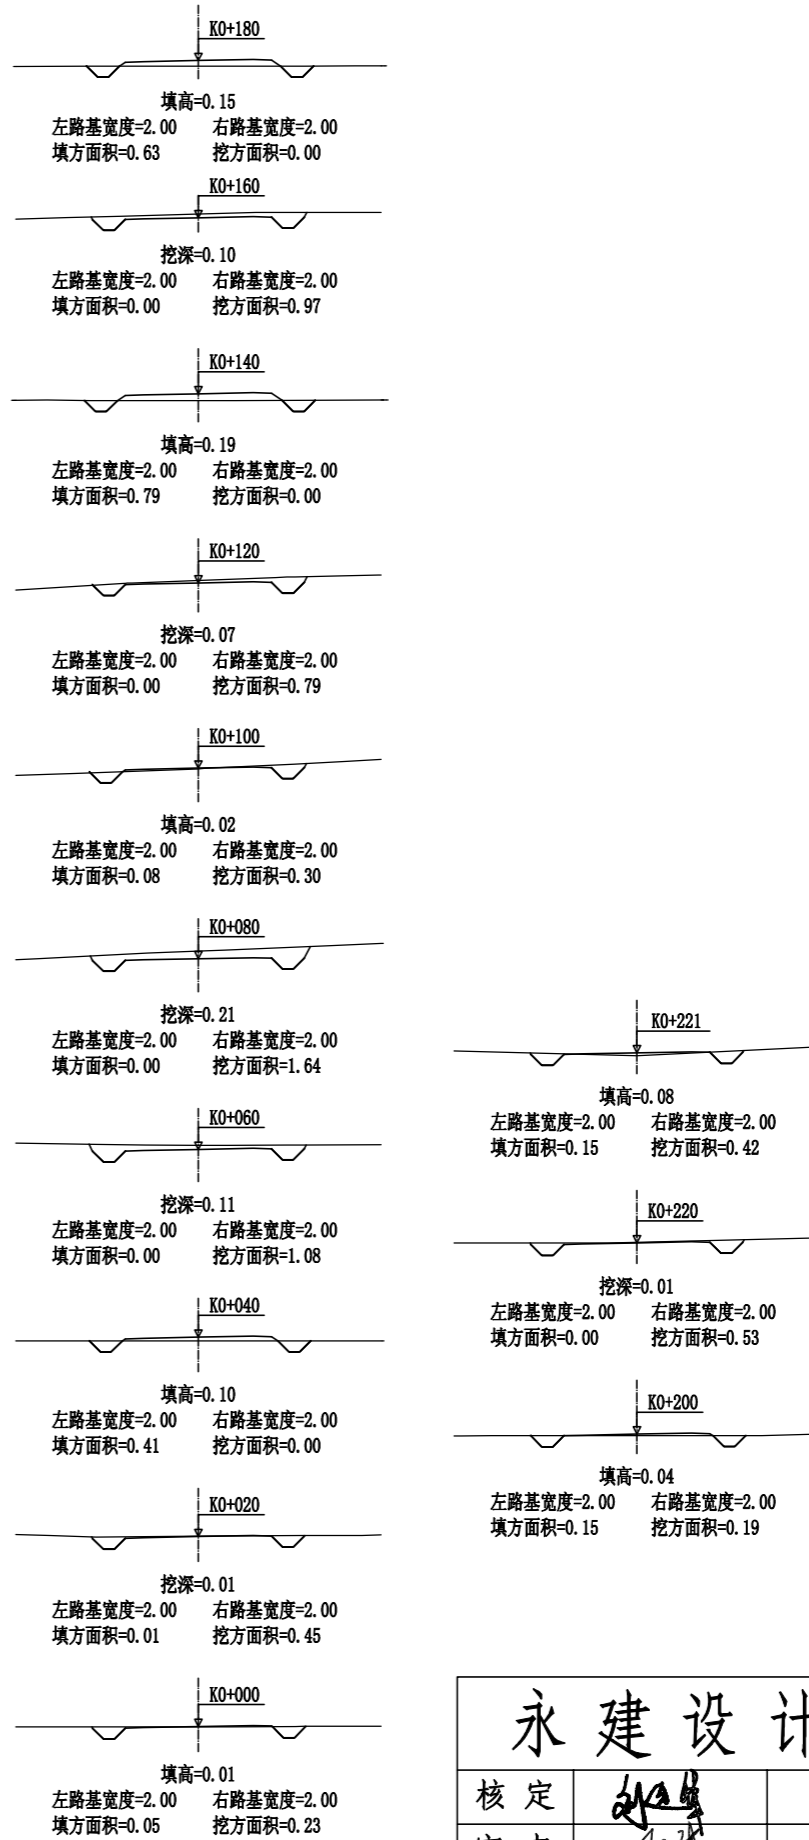 K0+180
填高=0.15
左路基宽度=2.00 右路基宽度=2.00
填方面积=0.63 挖方面积=0.00
K0+160
挖深=0.10
左路基宽度=2.00 右路基宽度=2.00
填方面积=0.00 挖方面积=0.97
K0+140
填高=0.19
左路基宽度=2.00 右路基宽度=2.00
填方面积=0.79 挖方面积=0.00
K0+120
挖深=0.07
左路基宽度=2.00 右路基宽度=2.00
填方面积=0.00 挖方面积=0.79
K0+100
填高=0.02
左路基宽度=2.00 右路基宽度=2.00
填方面积=0.08 挖方面积=0.30
K0+080
挖深=0.21
左路基宽度=2.00 右路基宽度=2.00
填方面积=0.00 挖方面积=1.64
K0+060
挖深=0.11
左路基宽度=2.00 右路基宽度=2.00
填方面积=0.00 挖方面积=1.08
K0+040
填高=0.10
左路基宽度=2.00 右路基宽度=2.00
填方面积=0.41 挖方面积=0.00
K0+020
挖深=0.01
左路基宽度=2.00 右路基宽度=2.00
填方面积=0.01 挖方面积=0.45
K0+000
填高=0.01
左路基宽度=2.00 右路基宽度=2.00
填方面积=0.05 挖方面积=0.23
K0+221
填高=0.08
左路基宽度=2.00 右路基宽度=2.00
填方面积=0.15 挖方面积=0.42
K0+220
挖深=0.01
左路基宽度=2.00 右路基宽度=2.00
填方面积=0.00 挖方面积=0.53
K0+200
填高=0.04
左路基宽度=2.00 右路基宽度=2.00
填方面积=0.15 挖方面积=0.19
永建设计
核定